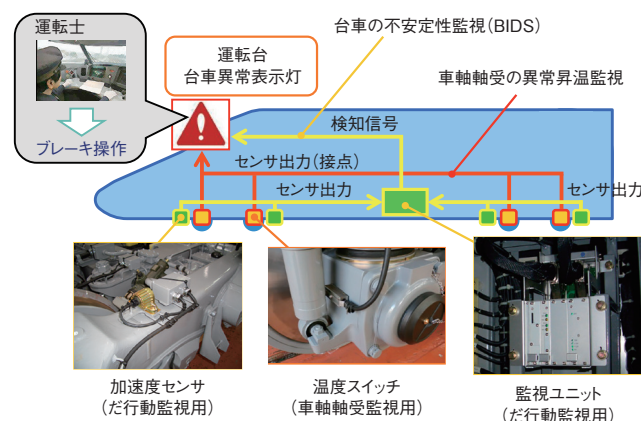 運転士
ブレーキ操作
運転台
台車異常表示灯
台車の不安定性監視(BIDS)
車軸軸受の異常昇温監視
検知信号
センサ出力(接点)
センサ出力
センサ出力
加速度センサ
(だ行動監視用)
温度スイッチ
(車軸軸受監視用)
監視ユニット
(だ行動監視用)